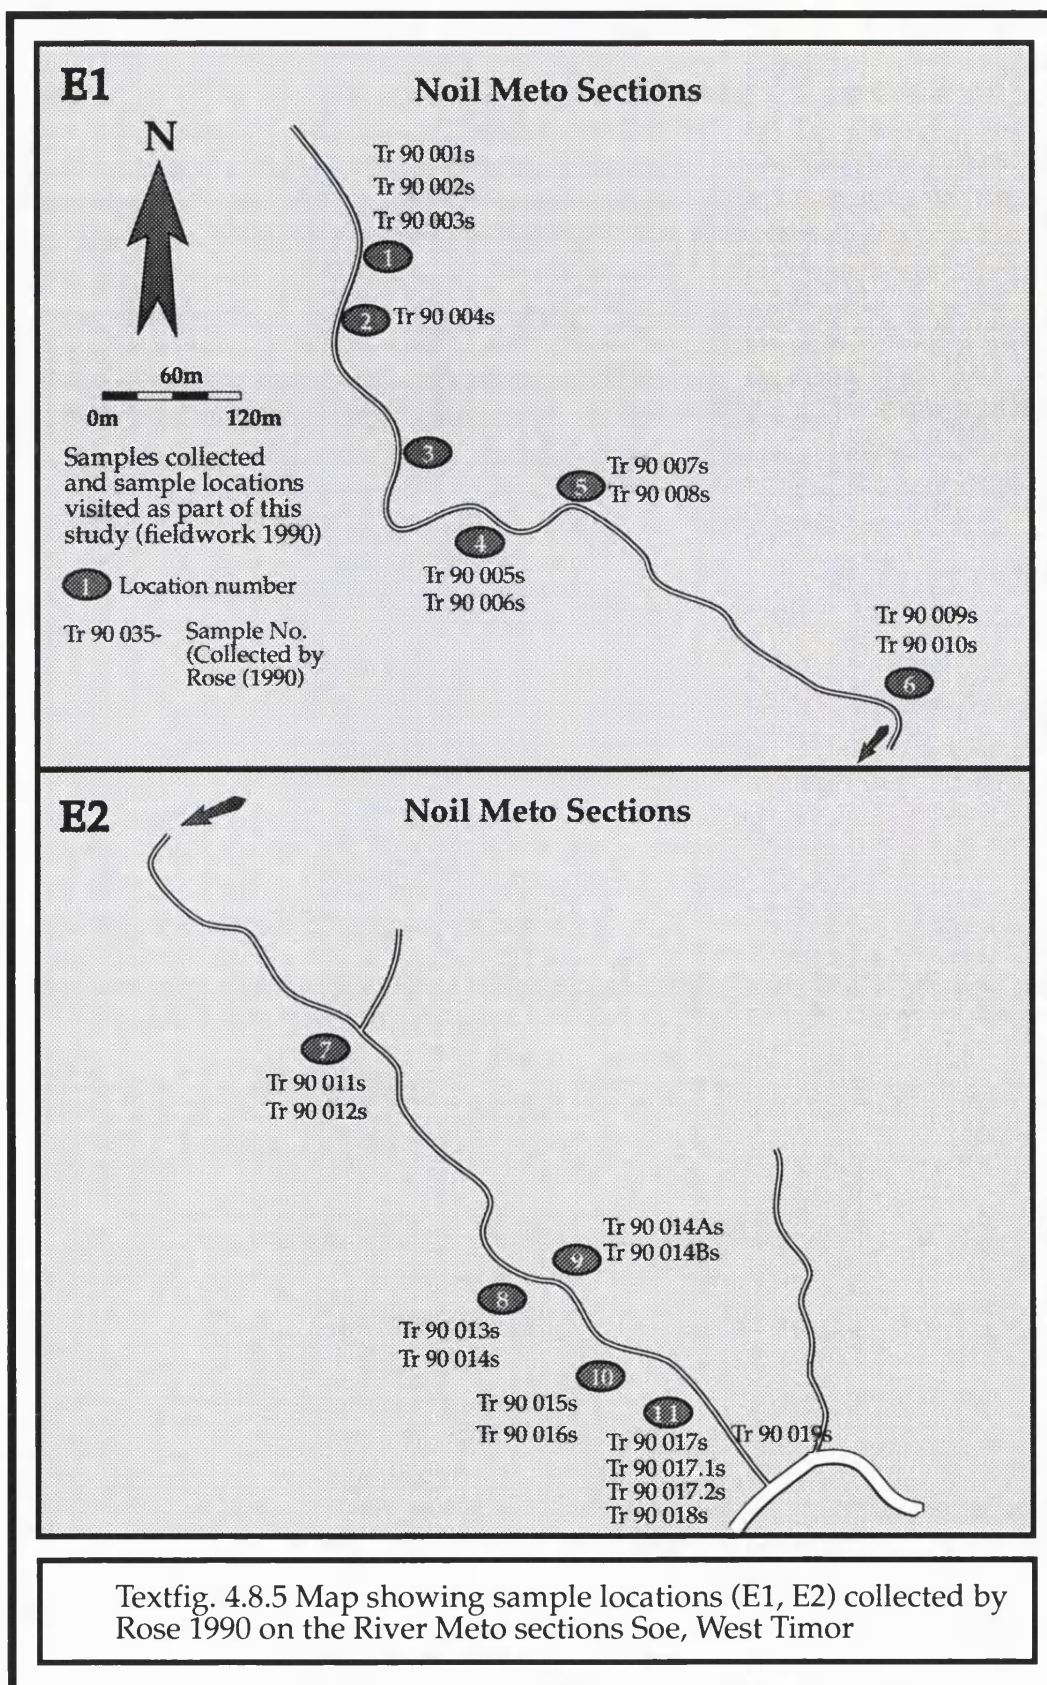 E1
Noil Meto Sections
N
Tr 90 001s
Tr 90 002s
Tr 90 003s
1
2 Tr 90 004s
60m
0m 120m
3
Samples collected
and sample locations
visited as part of this
study (fieldwork 1990)
5
Tr 90 007s
Tr 90 008s
4
Tr 90 005s
Tr 90 006s
1 Location number
Tr 90 035- Sample No.
(Collected by
Rose (1990)
Tr 90 009s
Tr 90 010s
6
E2
Noil Meto Sections
7
Tr 90 011s
Tr 90 012s
9
Tr 90 014As
Tr 90 014Bs
8
Tr 90 013s
Tr 90 014s
10
Tr 90 015s
Tr 90 016s
11
Tr 90 017s
Tr 90 017.1s
Tr 90 017.2s
Tr 90 018s
Tr 90 019s
Textfig. 4.8.5 Map showing sample locations (E1, E2) collected by
Rose 1990 on the River Meto sections Soe, West Timor